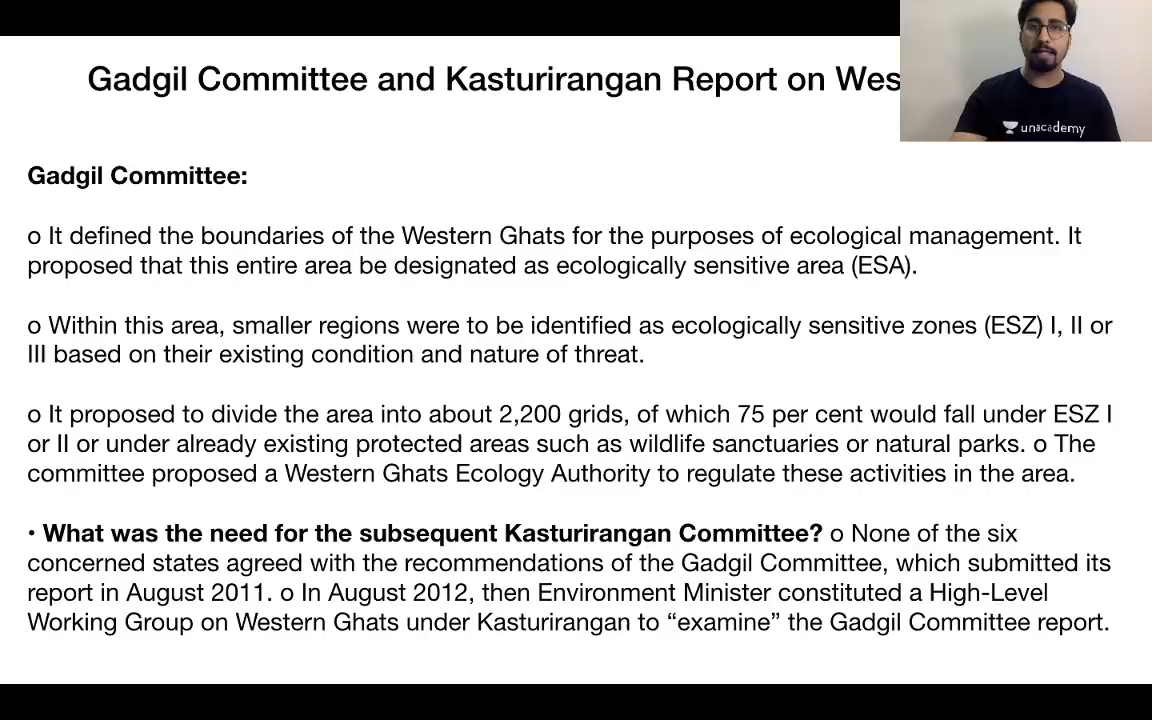 Gadgil Committee and Kasturirangan Report on Wes
unacademy
Gadgil Committee:
o It defined the boundaries of the Western Ghats for the purposes of ecological management. It
proposed that this entire area be designated as ecologically sensitive area (ESA).
o Within this area, smaller regions were to be identified as ecologically sensitive zones (ESZ) I, II or
III based on their existing condition and nature of threat.
o It proposed to divide the area into about 2,200 grids, of which 75 per cent would fall under ESZ I
or II or under already existing protected areas such as wildlife sanctuaries or natural parks. o The
committee proposed a Western Ghats Ecology Authority to regulate these activities in the area.
• What was the need for the subsequent Kasturirangan Committee? o None of the six
concerned states agreed with the recommendations of the Gadgil Committee, which submitted its
report in August 2011. o In August 2012, then Environment Minister constituted a High-Level
Working Group on Western Ghats under Kasturirangan to “examine” the Gadgil Committee report.